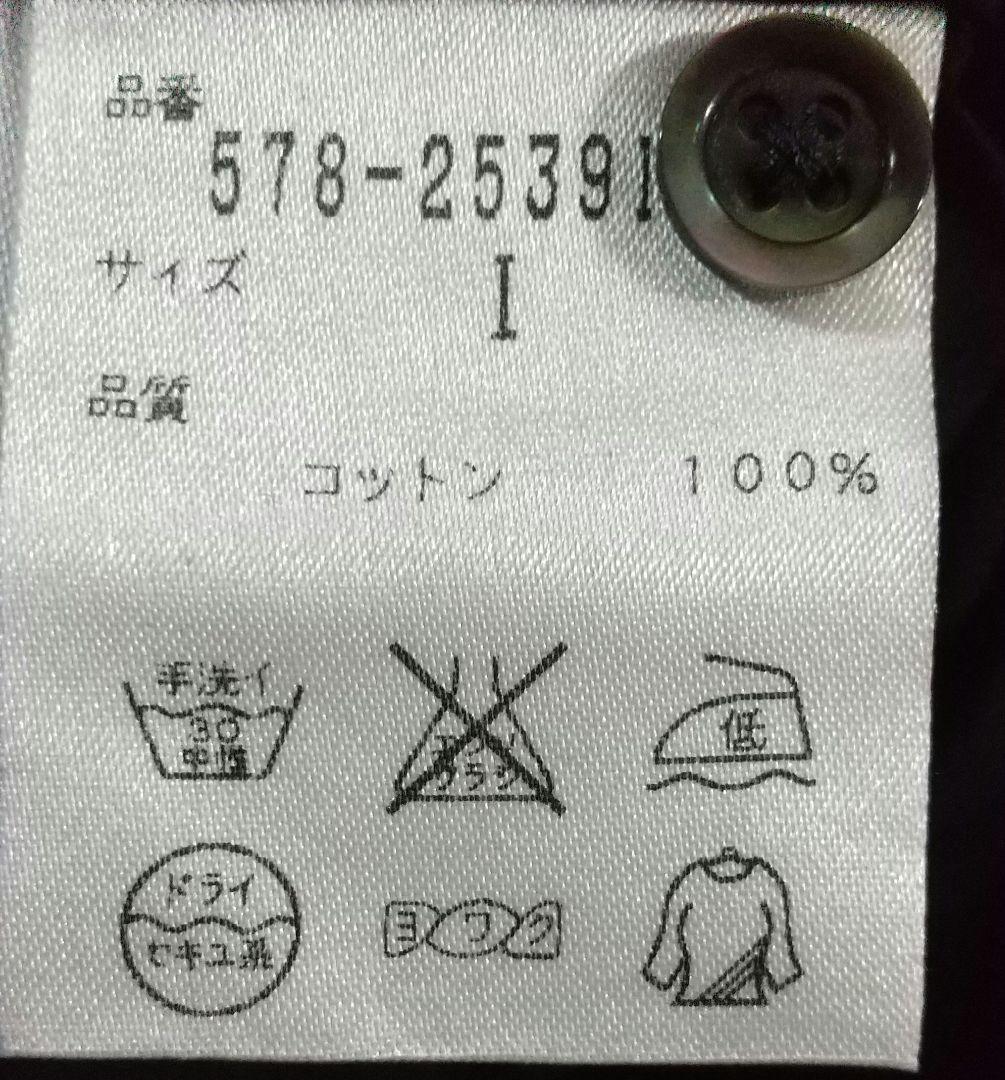 品番
578-25391
サイズ
I
品質
コットン 100%
手洗イ
30
中性
エンソ
サラシ
低
ドライ
セキユ系
ヨワク